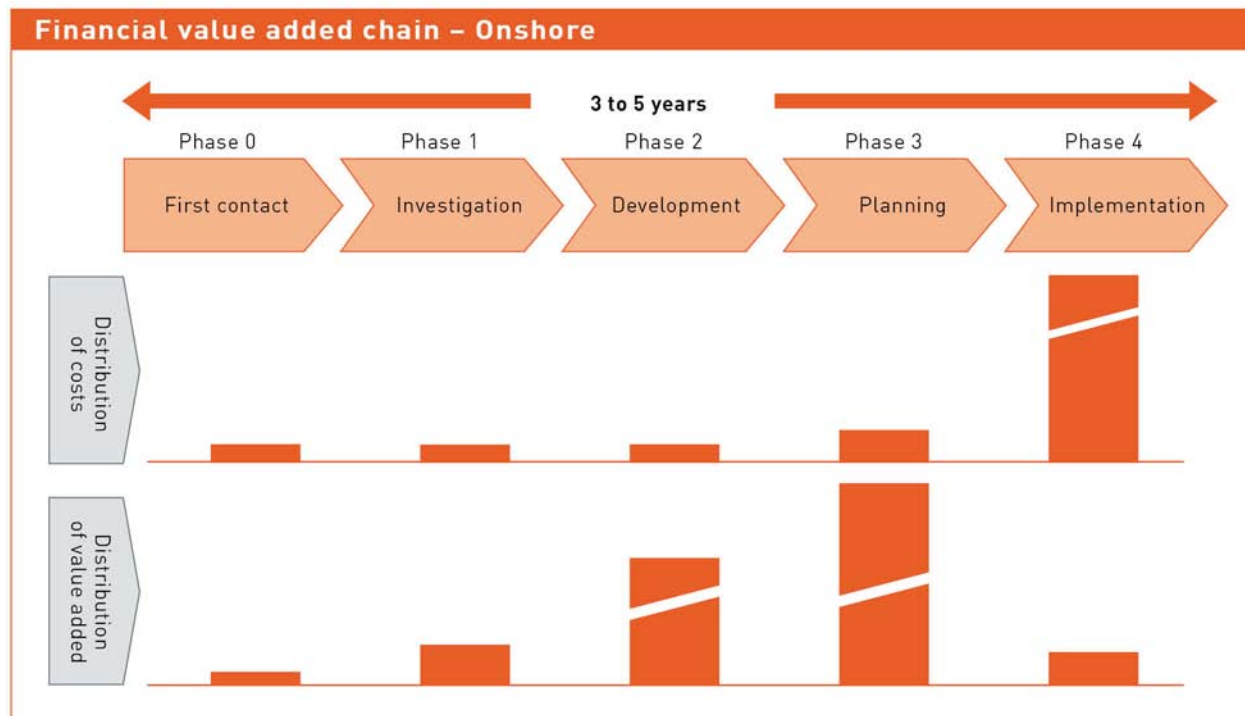 Financial value added chain – Onshore
3 to 5 years
Phase 0
Phase 1
Phase 2
Phase 3
Phase 4
First contact
Investigation
Development
Planning
Implementation
Distribution
of costs
Distribution
of value added